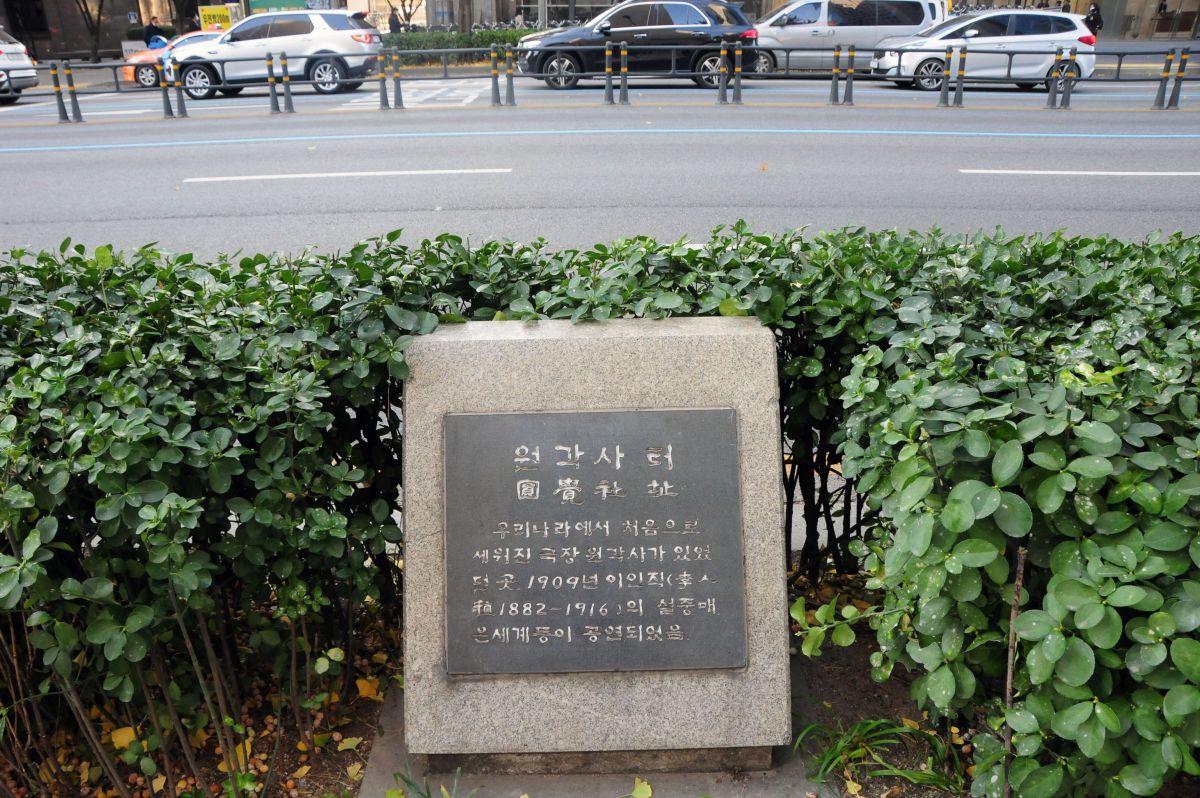 원각사 터
圓覺社 址
우리나라에서 처음으로
세워진 극장 원각사가 있었
던 곳. 1909년 이인직(李人
稙 1882-1916)의 설중매
은세계등이 공연되었음.